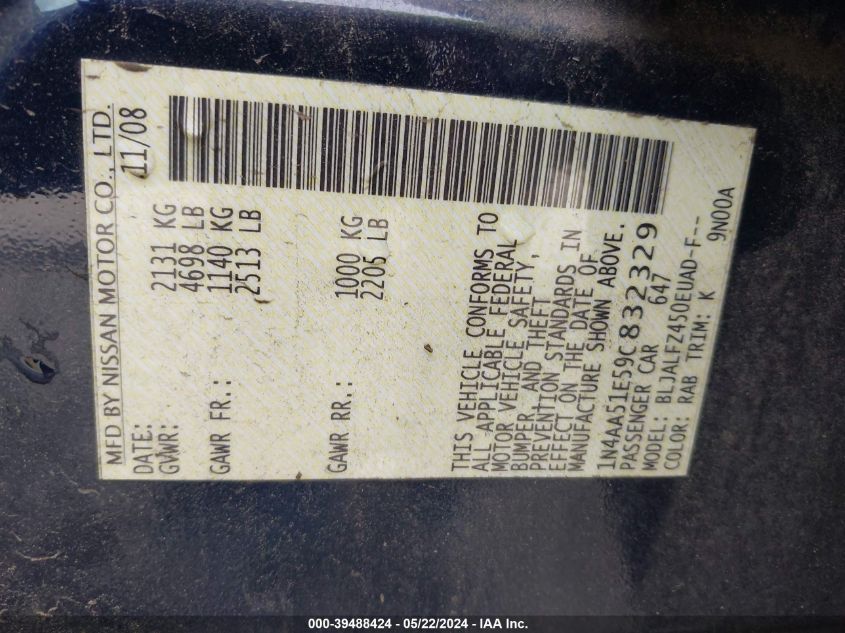 MFD BY NISSAN MOTOR CO., LTD.
DATE: 11/08
GVWR: 2131 KG
4698 LB
GAWR FR.: 1140 KG
2513 LB
GAWR RR.: 1000 KG
2205 LB
THIS VEHICLE CONFORMS TO
ALL APPLICABLE FEDERAL
MOTOR VEHICLE SAFETY,
BUMPER, AND THEFT
PREVENTION STANDARDS IN
EFFECT ON THE DATE OF
MANUFACTURE SHOWN ABOVE.
1N4AA51E59C832329
PASSENGER CAR 647
MODEL: BLJALFZ450EUAD-F---
COLOR: RAB TRIM: K 9N00A
000-39488424 - 05/22/2024 - IAA Inc.